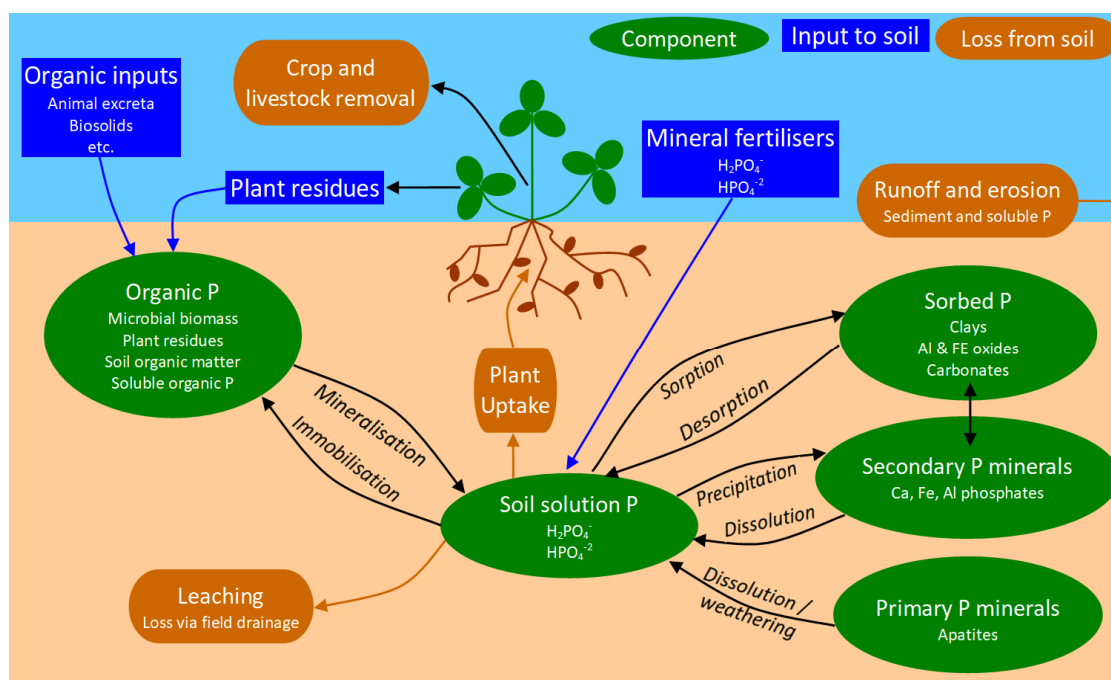 Component
Input to soil
Loss from soil
Organic inputs
Animal excreta
Biosolids
etc.
Crop and
livestock removal
Mineral fertilisers
H₂PO₄⁻
HPO₄⁻²
Plant residues
Runoff and erosion
Sediment and soluble P
Organic P
Microbial biomass
Plant residues
Soil organic matter
Soluble organic P
Sorbed P
Clays
Al & FE oxides
Carbonates
Plant
Uptake
Sorption
Desorption
Mineralisation
Immobilisation
Secondary P minerals
Ca, Fe, Al phosphates
Precipitation
Dissolution
Soil solution P
H₂PO₄⁻
HPO₄⁻²
Leaching
Loss via field drainage
Dissolution /
weathering
Primary P minerals
Apatites